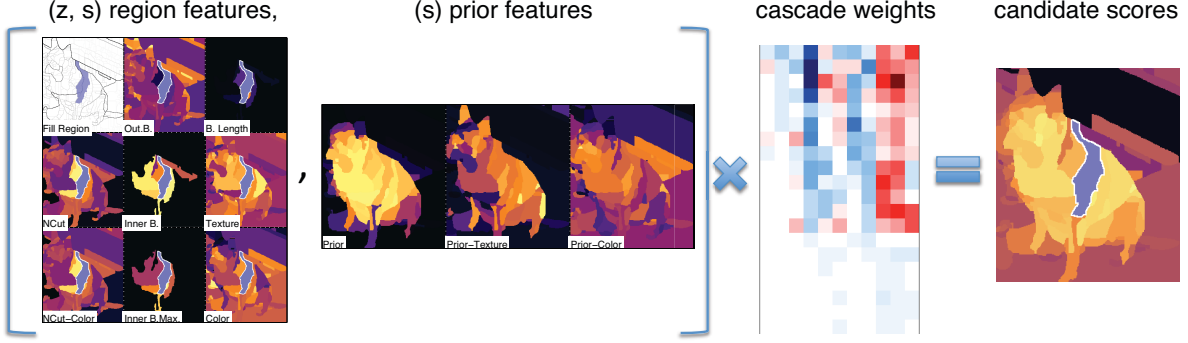 (z, s) region features,
(s) prior features
cascade weights
candidate scores
Fill Region
Out.B.
B. Length
NCut
Inner B.
Texture
NCut-Color
Inner B.Max.
Color
,
Prior
Prior-Texture
Prior-Color